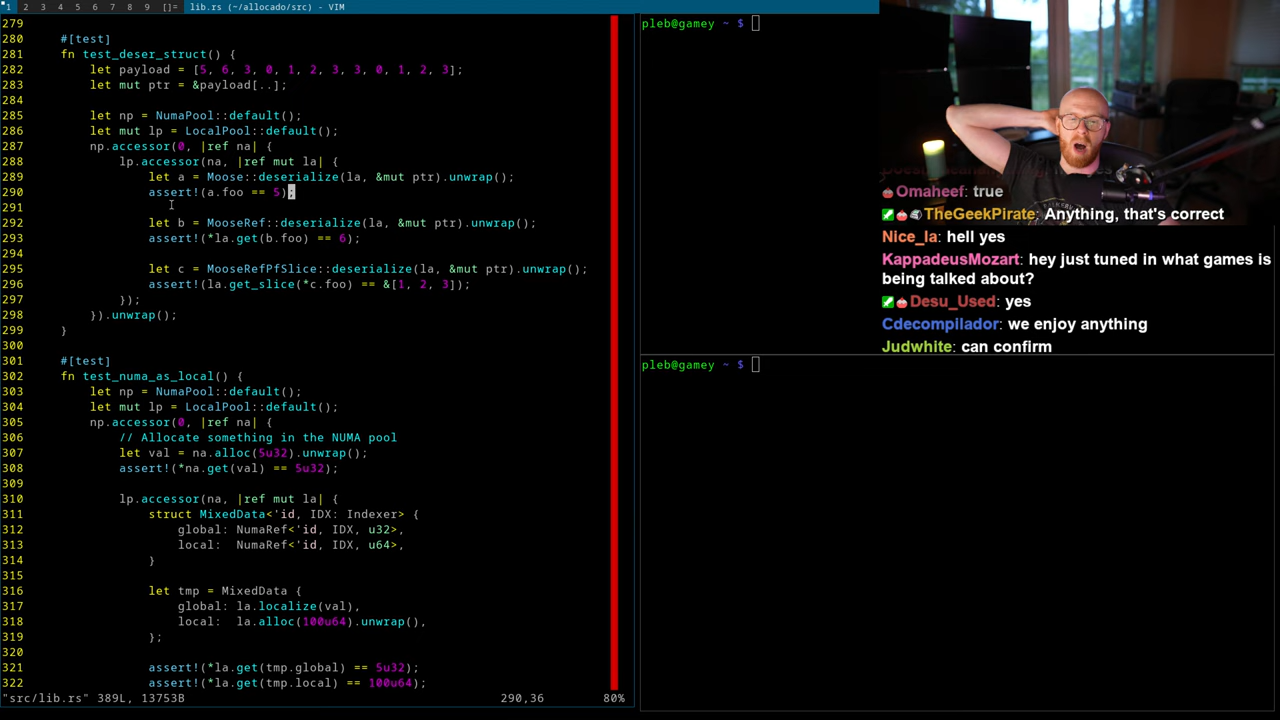 1 2 3 4 5 6 7 8 9 []= lib.rs (~/allocado/src) - VIM
279
280     #[test]
281     fn test_deser_struct() {
282         let payload = [5, 6, 3, 0, 1, 2, 3, 3, 0, 1, 2, 3];
283         let mut ptr = &payload[..];
284
285         let np = NumaPool::default();
286         let mut lp = LocalPool::default();
287         np.accessor(0, |ref na| {
288             lp.accessor(na, |ref mut la| {
289                 let a = Moose::deserialize(la, &mut ptr).unwrap();
290                 assert!(a.foo == 5);
291
292                 let b = MooseRef::deserialize(la, &mut ptr).unwrap();
293                 assert!(*la.get(b.foo) == 6);
294
295                 let c = MooseRefPfSlice::deserialize(la, &mut ptr).unwrap();
296                 assert!(la.get_slice(*c.foo) == &[1, 2, 3]);
297             });
298         }).unwrap();
299     }
300
301     #[test]
302     fn test_numa_as_local() {
303         let np = NumaPool::default();
304         let mut lp = LocalPool::default();
305         np.accessor(0, |ref na| {
306             // Allocate something in the NUMA pool
307             let val = na.alloc(5u32).unwrap();
308             assert!(*na.get(val) == 5u32);
309
310             lp.accessor(na, |ref mut la| {
311                 struct MixedData<'id, IDX: Indexer> {
312                     global: NumaRef<'id, IDX, u32>,
313                     local:  NumaRef<'id, IDX, u64>,
314                 }
315
316                 let tmp = MixedData {
317                     global: la.localize(val),
318                     local:  la.alloc(100u64).unwrap(),
319                 };
320
321                 assert!(*la.get(tmp.global) == 5u32);
322                 assert!(*la.get(tmp.local) == 100u64);
"src/lib.rs" 389L, 13753B 290,36 80%
pleb@gamey ~ $
pleb@gamey ~ $
Omaheef: true
TheGeekPirate: Anything, that's correct
Nice_la: hell yes
KappadeusMozart: hey just tuned in what games is
being talked about?
Desu_Used: yes
Cdecompilador: we enjoy anything
Judwhite: can confirm